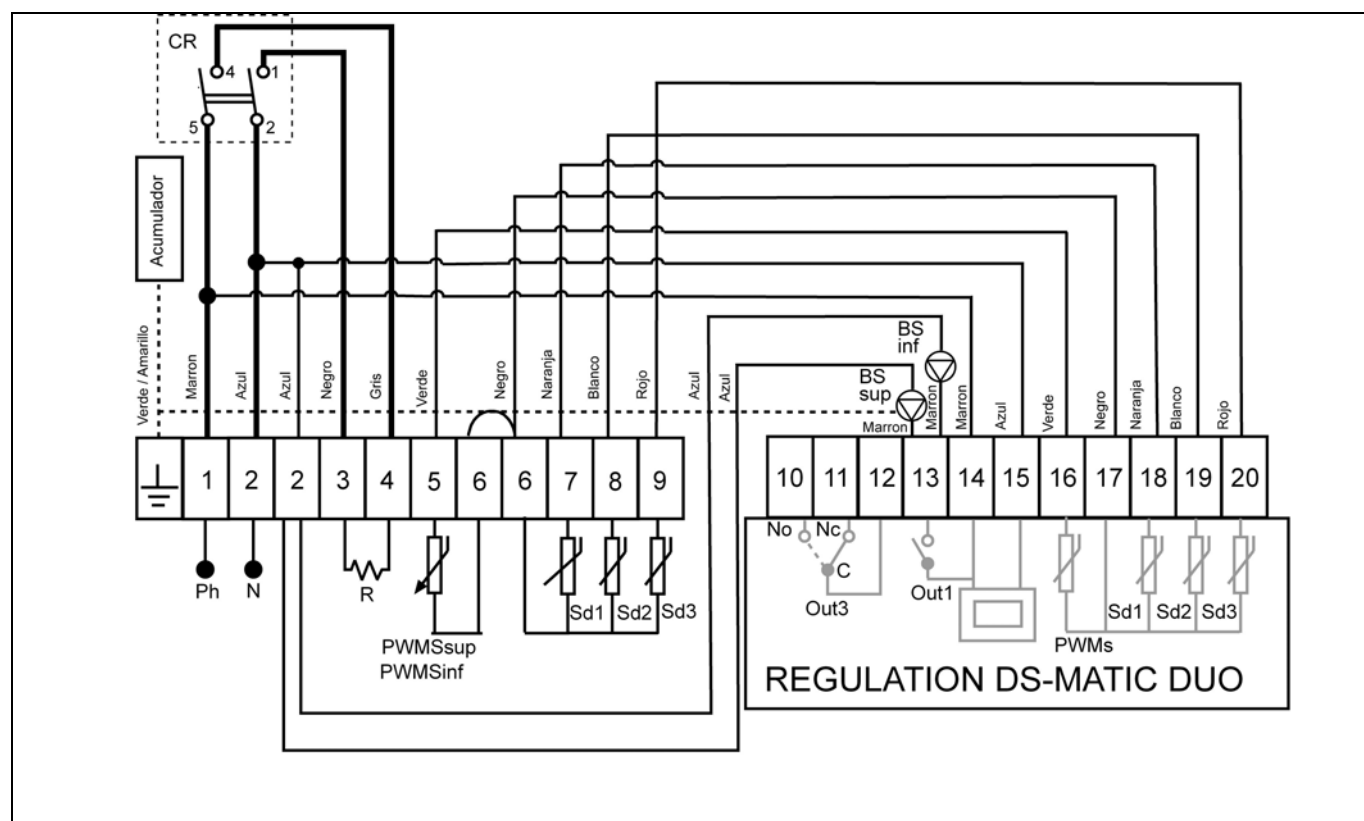 CR
4
1
5
2
Acumulador
Verde / Amarillo
Marron
Azul
Azul
Negro
Gris
Verde
Negro
Naranja
Blanco
Rojo
Azul
Azul
BS
inf
BS
sup
Marron
Marron
Marron
Azul
Verde
Negro
Naranja
Blanco
Rojo
1 2 2 3 4 5 6 6 7 8 9
10 11 12 13 14 15 16 17 18 19 20
Ph N R Sd1 Sd2 Sd3
PWMSsup
PWMSinf
No Nc C
Out3 Out1
PWMs Sd1 Sd2 Sd3
REGULATION DS-MATIC DUO